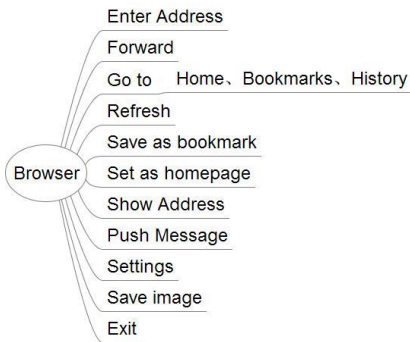 Enter Address
Forward
Go to Home、Bookmarks、History
Refresh
Save as bookmark
Browser
Set as homepage
Show Address
Push Message
Settings
Save image
Exit